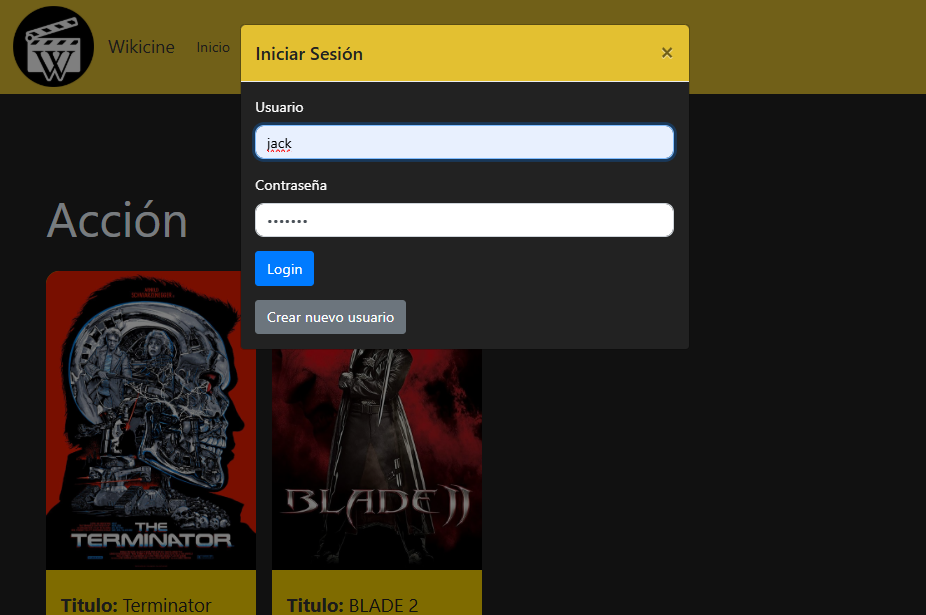 W
Wikicine Inicio
Iniciar Sesión ×
Usuario
jack
Contraseña
•••••••
Login
Crear nuevo usuario
Acción
THE
TERMINATOR
BLADE II
Titulo: Terminator
Titulo: BLADE 2